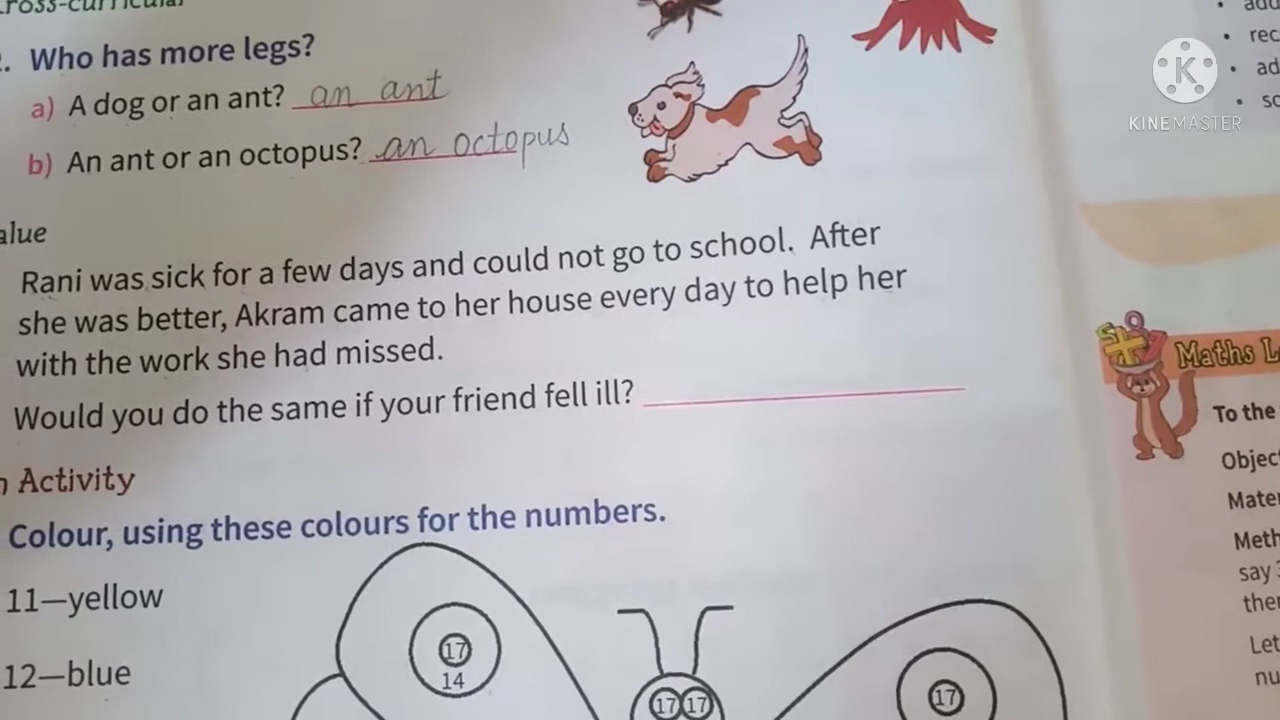 2. Who has more legs?
a) A dog or an ant? an ant
b) An ant or an octopus? an octopus
Rani was sick for a few days and could not go to school. After
she was better, Akram came to her house every day to help her
with the work she had missed.
Would you do the same if your friend fell ill?
Activity
Colour, using these colours for the numbers.
11—yellow
12—blue
17
14
17 17
17
K
KINEMASTER
Maths
To the